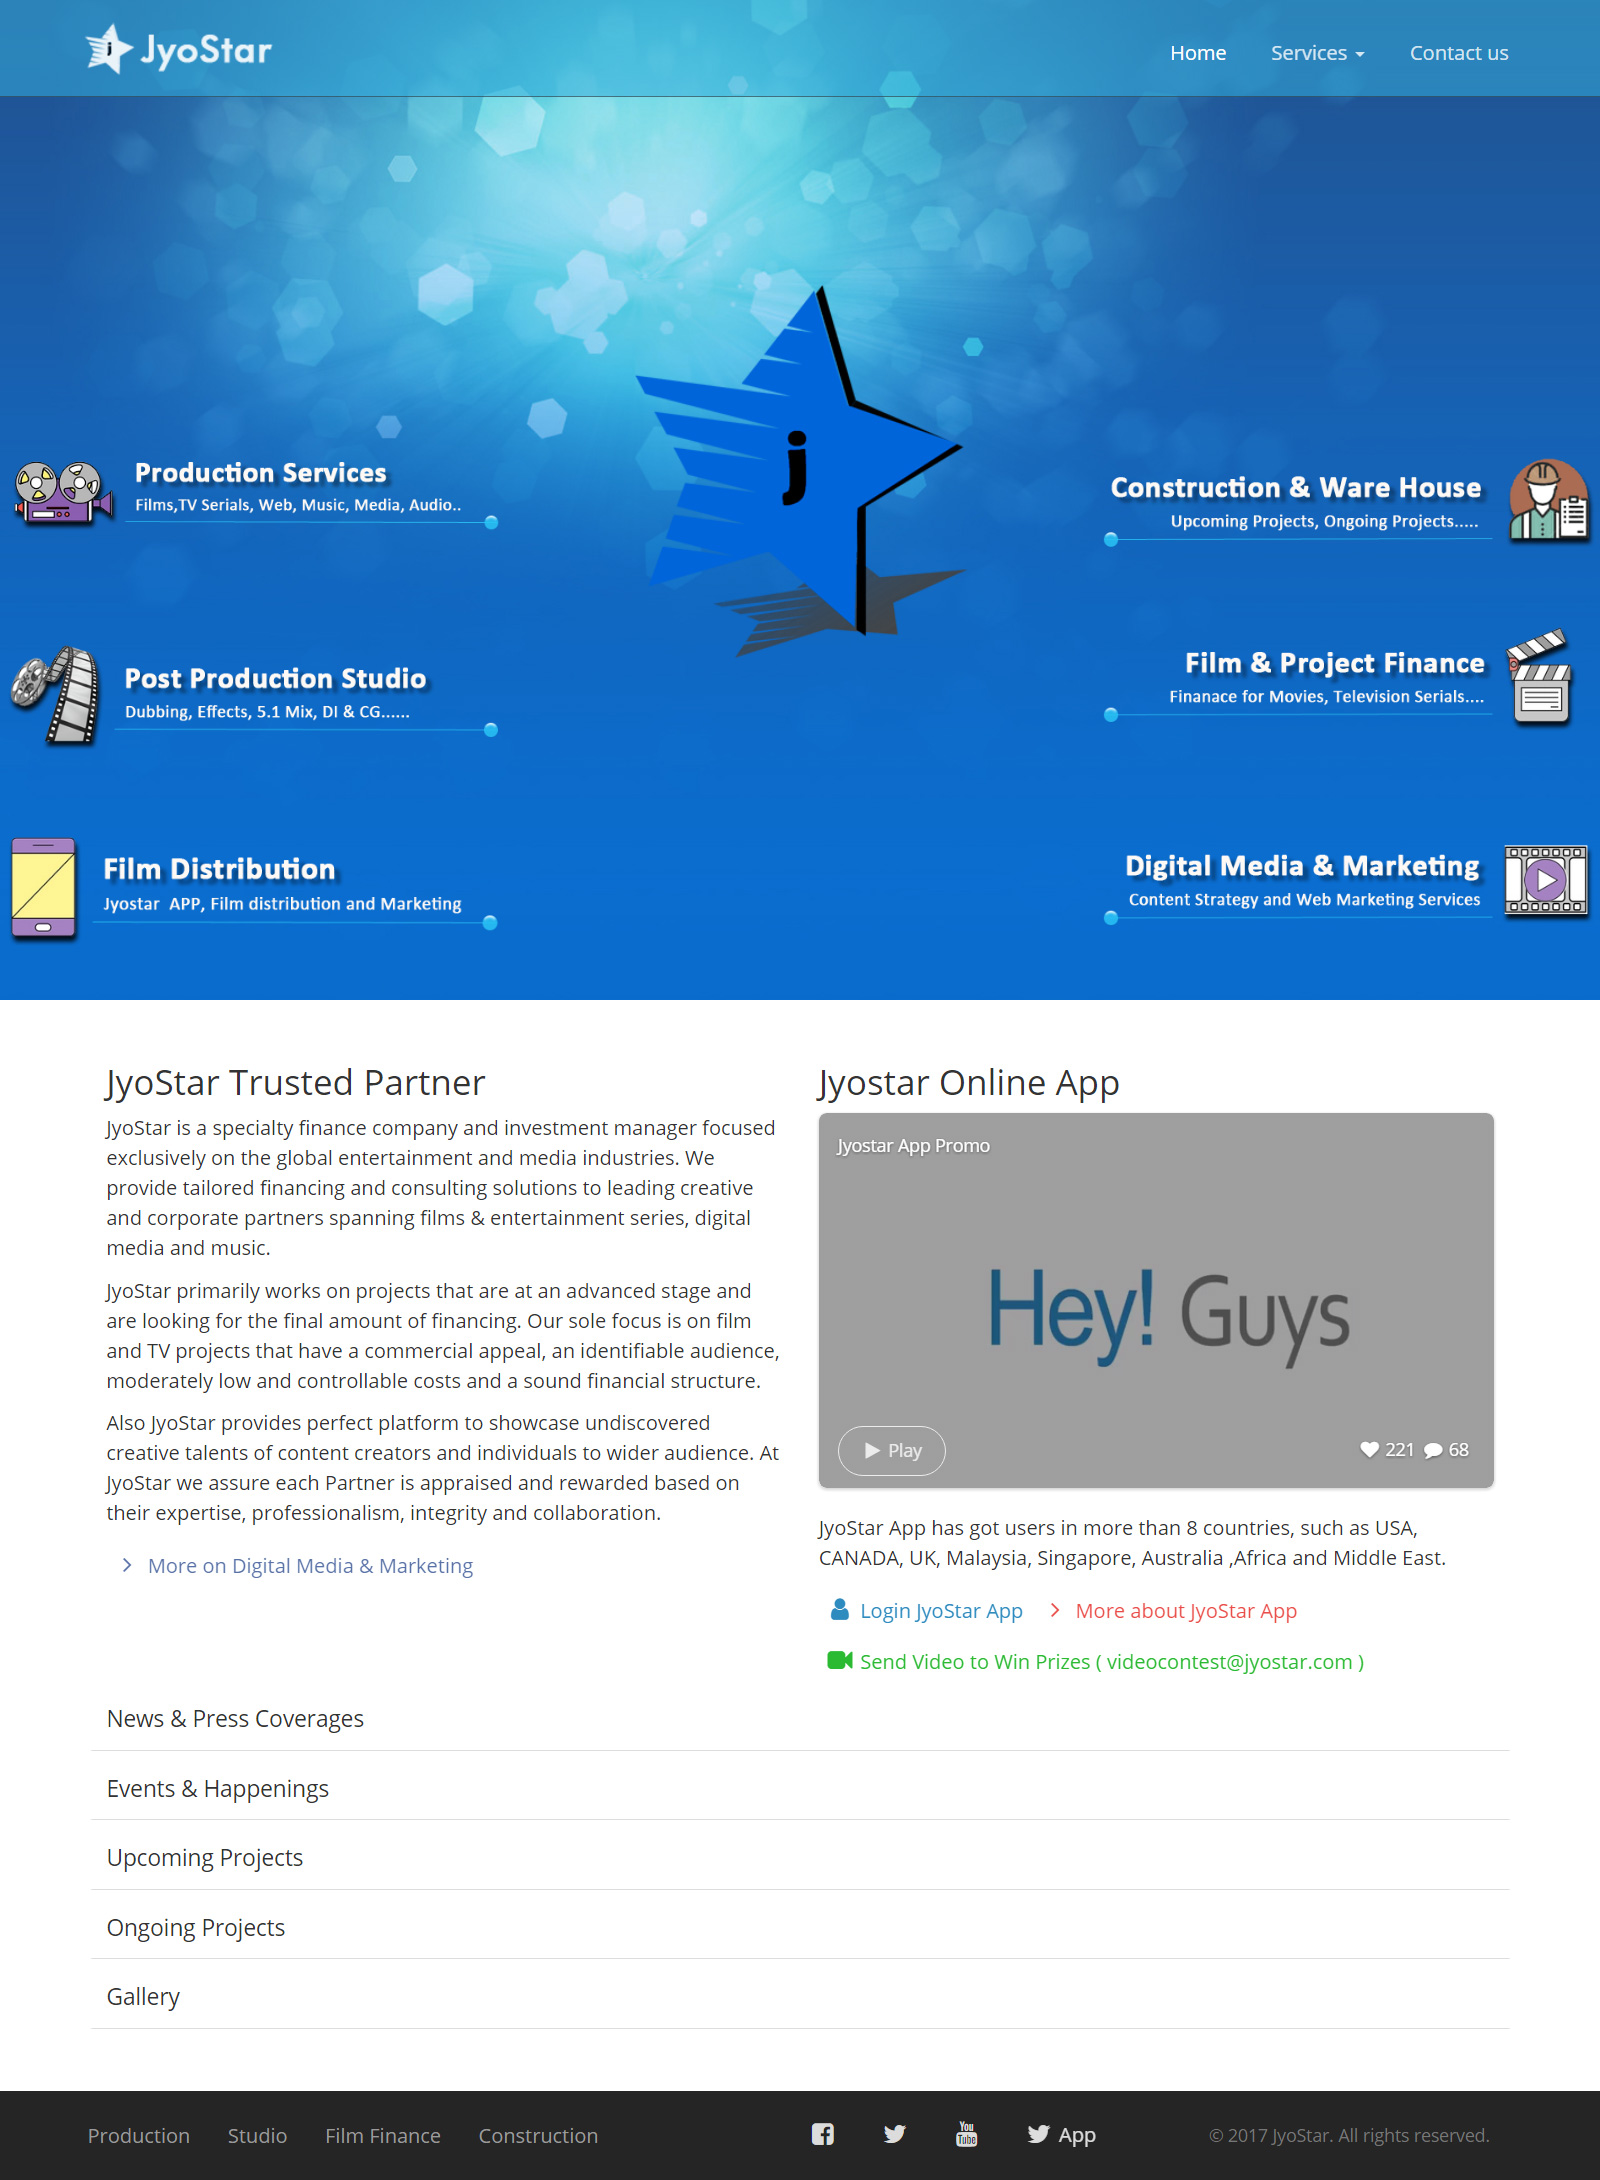 j JyoStar
Home Services Contact us
j
Production Services
Films,TV Serials, Web, Music, Media, Audio..
Construction & Ware House
Upcoming Projects, Ongoing Projects.....
Post Production Studio
Dubbing, Effects, 5.1 Mix, DI & CG......
Film & Project Finance
Finanace for Movies, Television Serials....
Film Distribution
Jyostar APP, Film distribution and Marketing
Digital Media & Marketing
Content Strategy and Web Marketing Services
JyoStar Trusted Partner
JyoStar is a specialty finance company and investment manager focused
exclusively on the global entertainment and media industries. We
provide tailored financing and consulting solutions to leading creative
and corporate partners spanning films & entertainment series, digital
media and music.
JyoStar primarily works on projects that are at an advanced stage and
are looking for the final amount of financing. Our sole focus is on film
and TV projects that have a commercial appeal, an identifiable audience,
moderately low and controllable costs and a sound financial structure.
Also JyoStar provides perfect platform to showcase undiscovered
creative talents of content creators and individuals to wider audience. At
JyoStar we assure each Partner is appraised and rewarded based on
their expertise, professionalism, integrity and collaboration.
More on Digital Media & Marketing
Jyostar Online App
Jyostar App Promo
Hey! Guys
Play
221 68
JyoStar App has got users in more than 8 countries, such as USA,
CANADA, UK, Malaysia, Singapore, Australia ,Africa and Middle East.
Login JyoStar App More about JyoStar App
Send Video to Win Prizes ( videocontest@jyostar.com )
News & Press Coverages
Events & Happenings
Upcoming Projects
Ongoing Projects
Gallery
Production Studio Film Finance Construction
You
Tube
App
© 2017 JyoStar. All rights reserved.